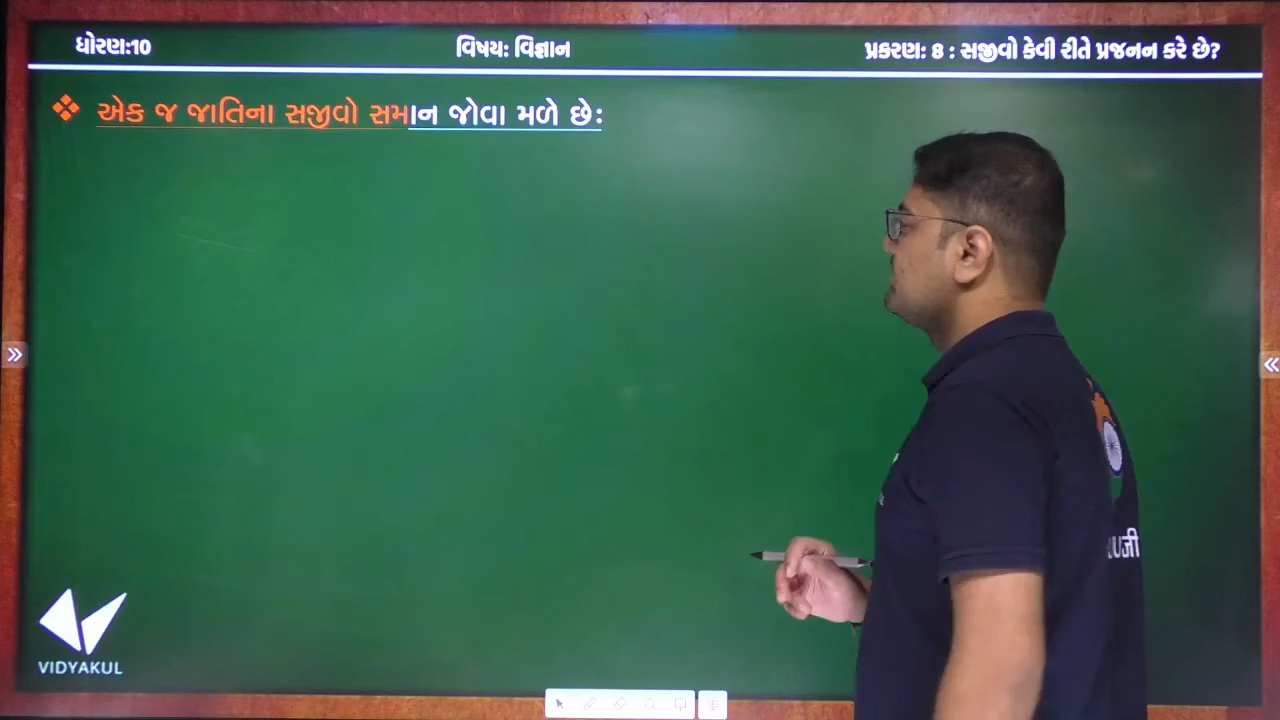 ધોરણ:10
વિષય: વિજ્ઞાન
પ્રકરણ: 8 : સજીવો કેવી રીતે પ્રજનન કરે છે?
એક જ જાતિના સજીવો સમાન જોવા મળે છે:
VIDYAKUL